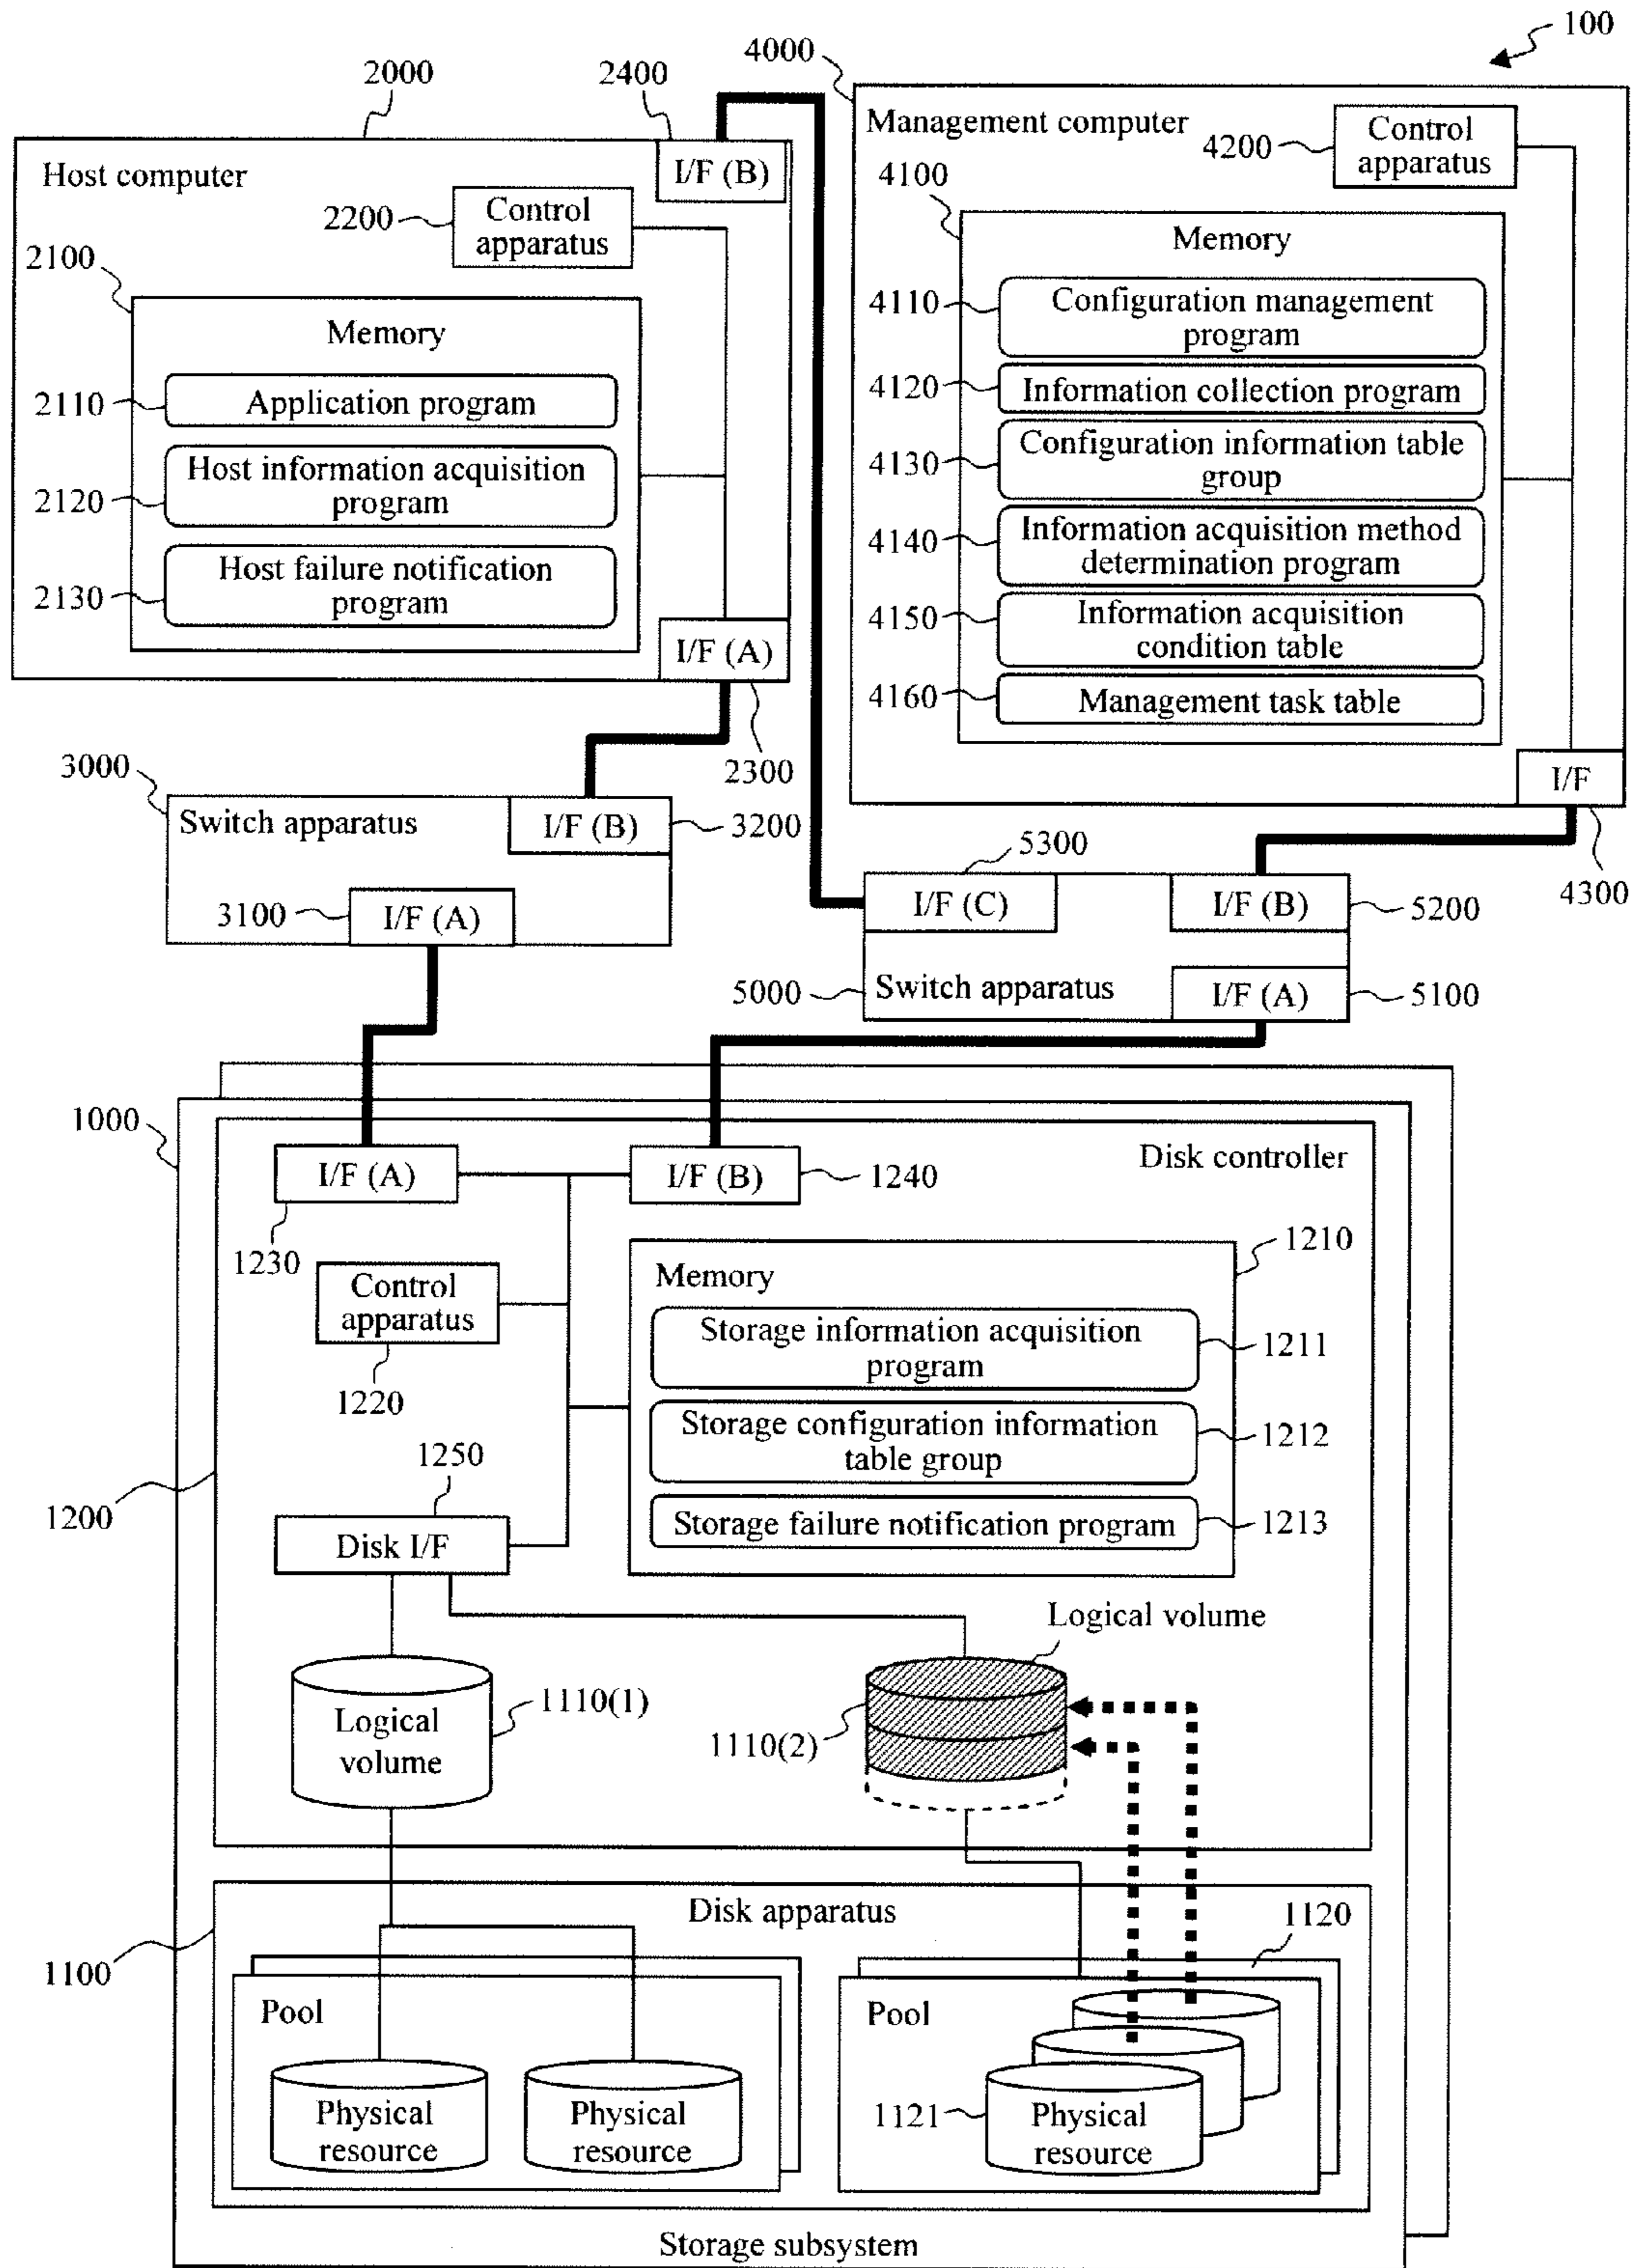 100
2000
2400
4000
Host computer
I/F (B)
2200
Control
apparatus
2100
Memory
2110
Application program
2120
Host information acquisition
program
2130
Host failure notification
program
I/F (A)
2300
Management computer
4200
Control
apparatus
4100
Memory
4110
Configuration management
program
4120
Information collection program
4130
Configuration information table
group
4140
Information acquisition method
determination program
4150
Information acquisition
condition table
4160
Management task table
I/F
4300
3000
Switch apparatus
I/F (B)
3200
3100
I/F (A)
5300
I/F (C)
I/F (B)
5200
5000
Switch apparatus
I/F (A)
5100
1000
Disk controller
I/F (A)
I/F (B)
1240
1230
1210
Control
apparatus
1220
Memory
Storage information acquisition
program
1211
Storage configuration information
table group
1212
Storage failure notification program
1213
1250
1200
Disk I/F
Logical volume
Logical
volume
1110(1)
1110(2)
Disk apparatus
1120
1100
Pool
Physical
resource
Physical
resource
Pool
1121
Physical
resource
Storage subsystem